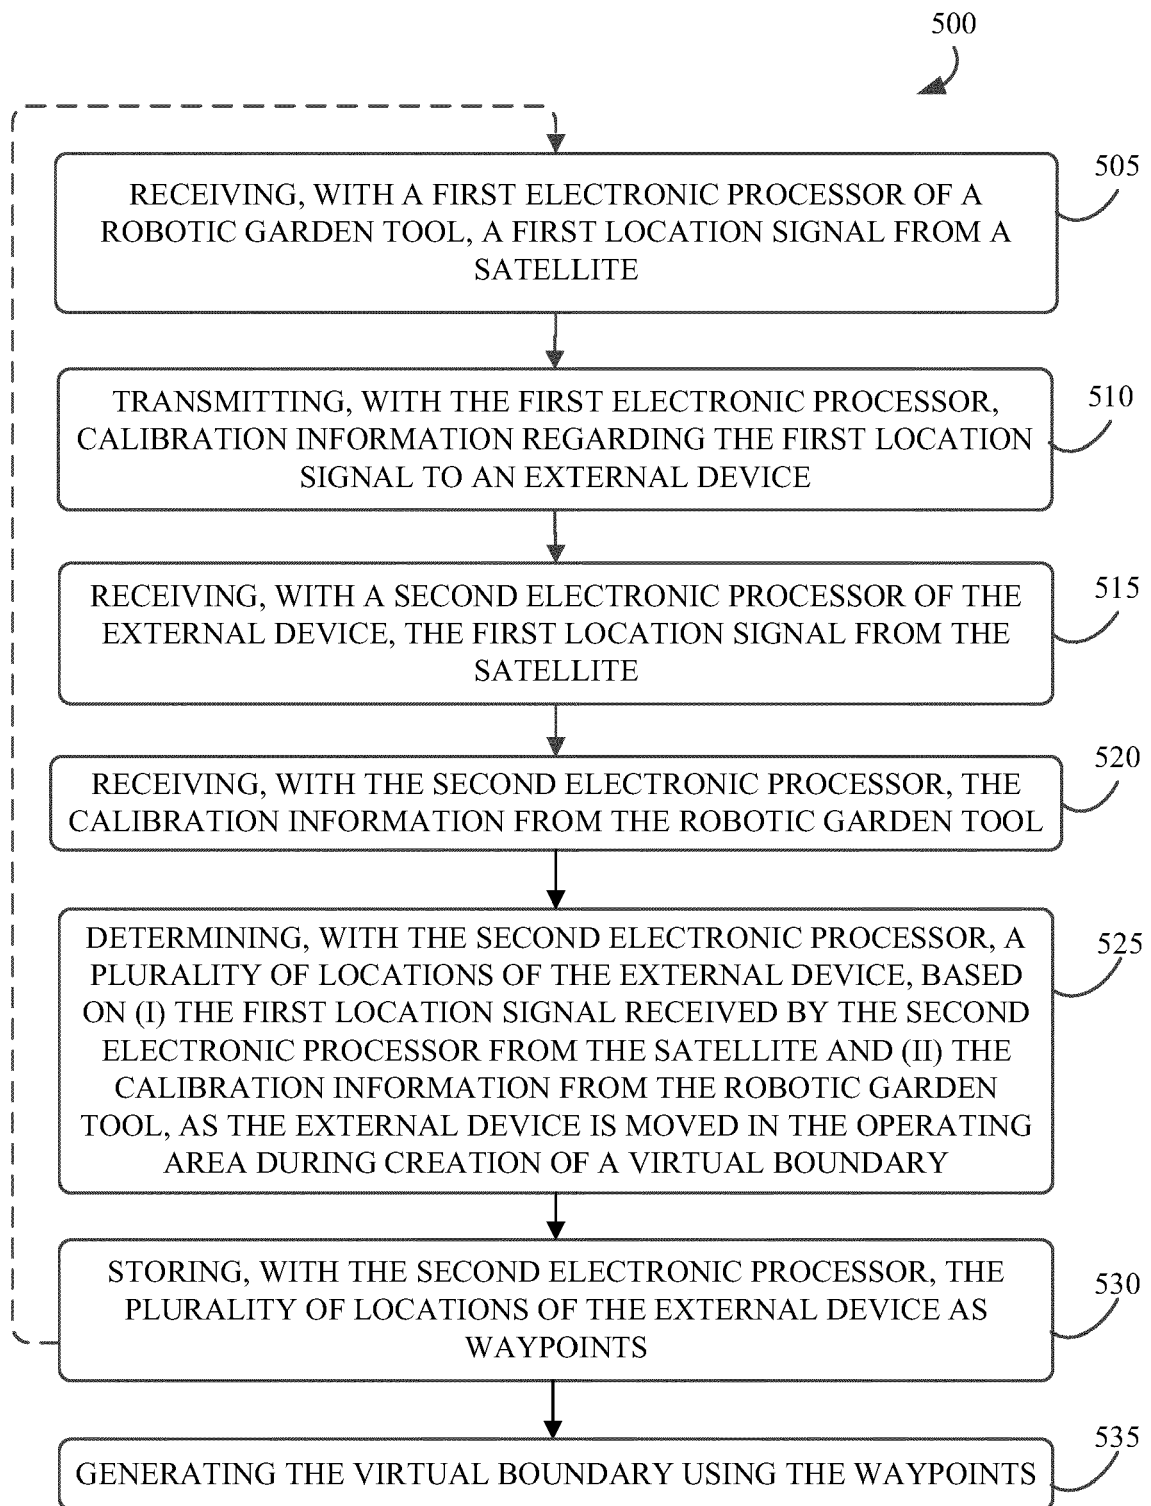 500
505
RECEIVING, WITH A FIRST ELECTRONIC PROCESSOR OF A
ROBOTIC GARDEN TOOL, A FIRST LOCATION SIGNAL FROM A
SATELLITE
510
TRANSMITTING, WITH THE FIRST ELECTRONIC PROCESSOR,
CALIBRATION INFORMATION REGARDING THE FIRST LOCATION
SIGNAL TO AN EXTERNAL DEVICE
515
RECEIVING, WITH A SECOND ELECTRONIC PROCESSOR OF THE
EXTERNAL DEVICE, THE FIRST LOCATION SIGNAL FROM THE
SATELLITE
520
RECEIVING, WITH THE SECOND ELECTRONIC PROCESSOR, THE
CALIBRATION INFORMATION FROM THE ROBOTIC GARDEN TOOL
525
DETERMINING, WITH THE SECOND ELECTRONIC PROCESSOR, A
PLURALITY OF LOCATIONS OF THE EXTERNAL DEVICE, BASED
ON (I) THE FIRST LOCATION SIGNAL RECEIVED BY THE SECOND
ELECTRONIC PROCESSOR FROM THE SATELLITE AND (II) THE
CALIBRATION INFORMATION FROM THE ROBOTIC GARDEN
TOOL, AS THE EXTERNAL DEVICE IS MOVED IN THE OPERATING
AREA DURING CREATION OF A VIRTUAL BOUNDARY
530
STORING, WITH THE SECOND ELECTRONIC PROCESSOR, THE
PLURALITY OF LOCATIONS OF THE EXTERNAL DEVICE AS
WAYPOINTS
535
GENERATING THE VIRTUAL BOUNDARY USING THE WAYPOINTS